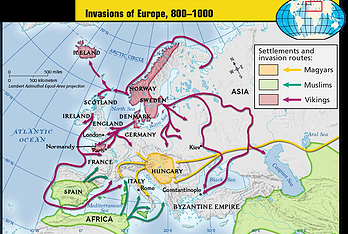 Invasions of Europe, 800–1000
ICELAND
ARCTIC CIRCLE
0 500 miles
0 500 kilometers
Lambert Azimuthal Equal-Area projection
Settlements and
invasion routes:
Magyars
Muslims
Vikings
NORWAY
SWEDEN
ASIA
SCOTLAND
North Sea
DENMARK
IRELAND
ENGLAND
London
GERMANY
ATLANTIC
OCEAN
Normandy
Paris
Kiev
Aral Sea
FRANCE
HUNGARY
Caspian Sea
ITALY
Black Sea
SPAIN
Rome
Constantinople
Mediterranean
BYZANTINE EMPIRE
AFRICA